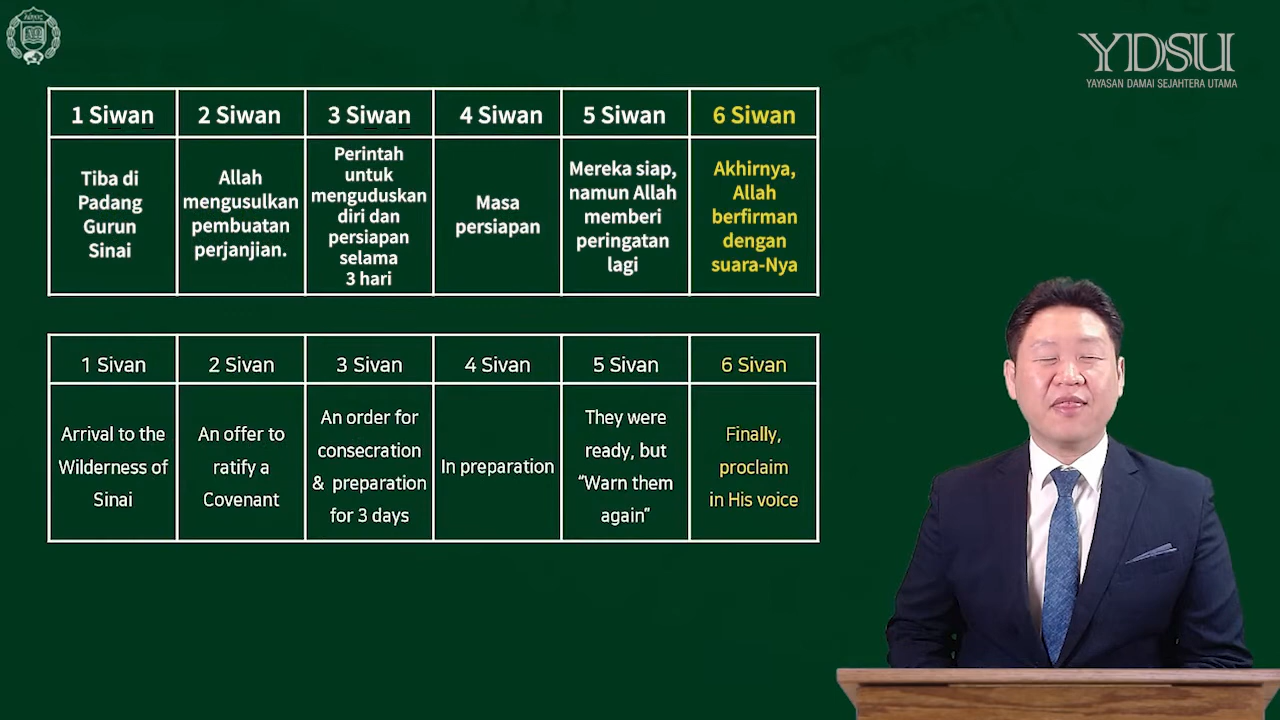 YDSU
YAYASAN DAMAI SEJAHTERA UTAMA
1 Siwan
2 Siwan
3 Siwan
4 Siwan
5 Siwan
6 Siwan
Tiba di
Padang
Gurun
Sinai
Allah
mengusulkan
pembuatan
perjanjian.
Perintah
untuk
menguduskan
diri dan
persiapan
selama
3 hari
Masa
persiapan
Mereka siap,
namun Allah
memberi
peringatan
lagi
Akhirnya,
Allah
berfirman
dengan
suara-Nya
1 Sivan
2 Sivan
3 Sivan
4 Sivan
5 Sivan
6 Sivan
Arrival to the
Wilderness of
Sinai
An offer to
ratify a
Covenant
An order for
consecration
& preparation
for 3 days
In preparation
They were
ready, but
“Warn them
again”
Finally,
proclaim
in His voice